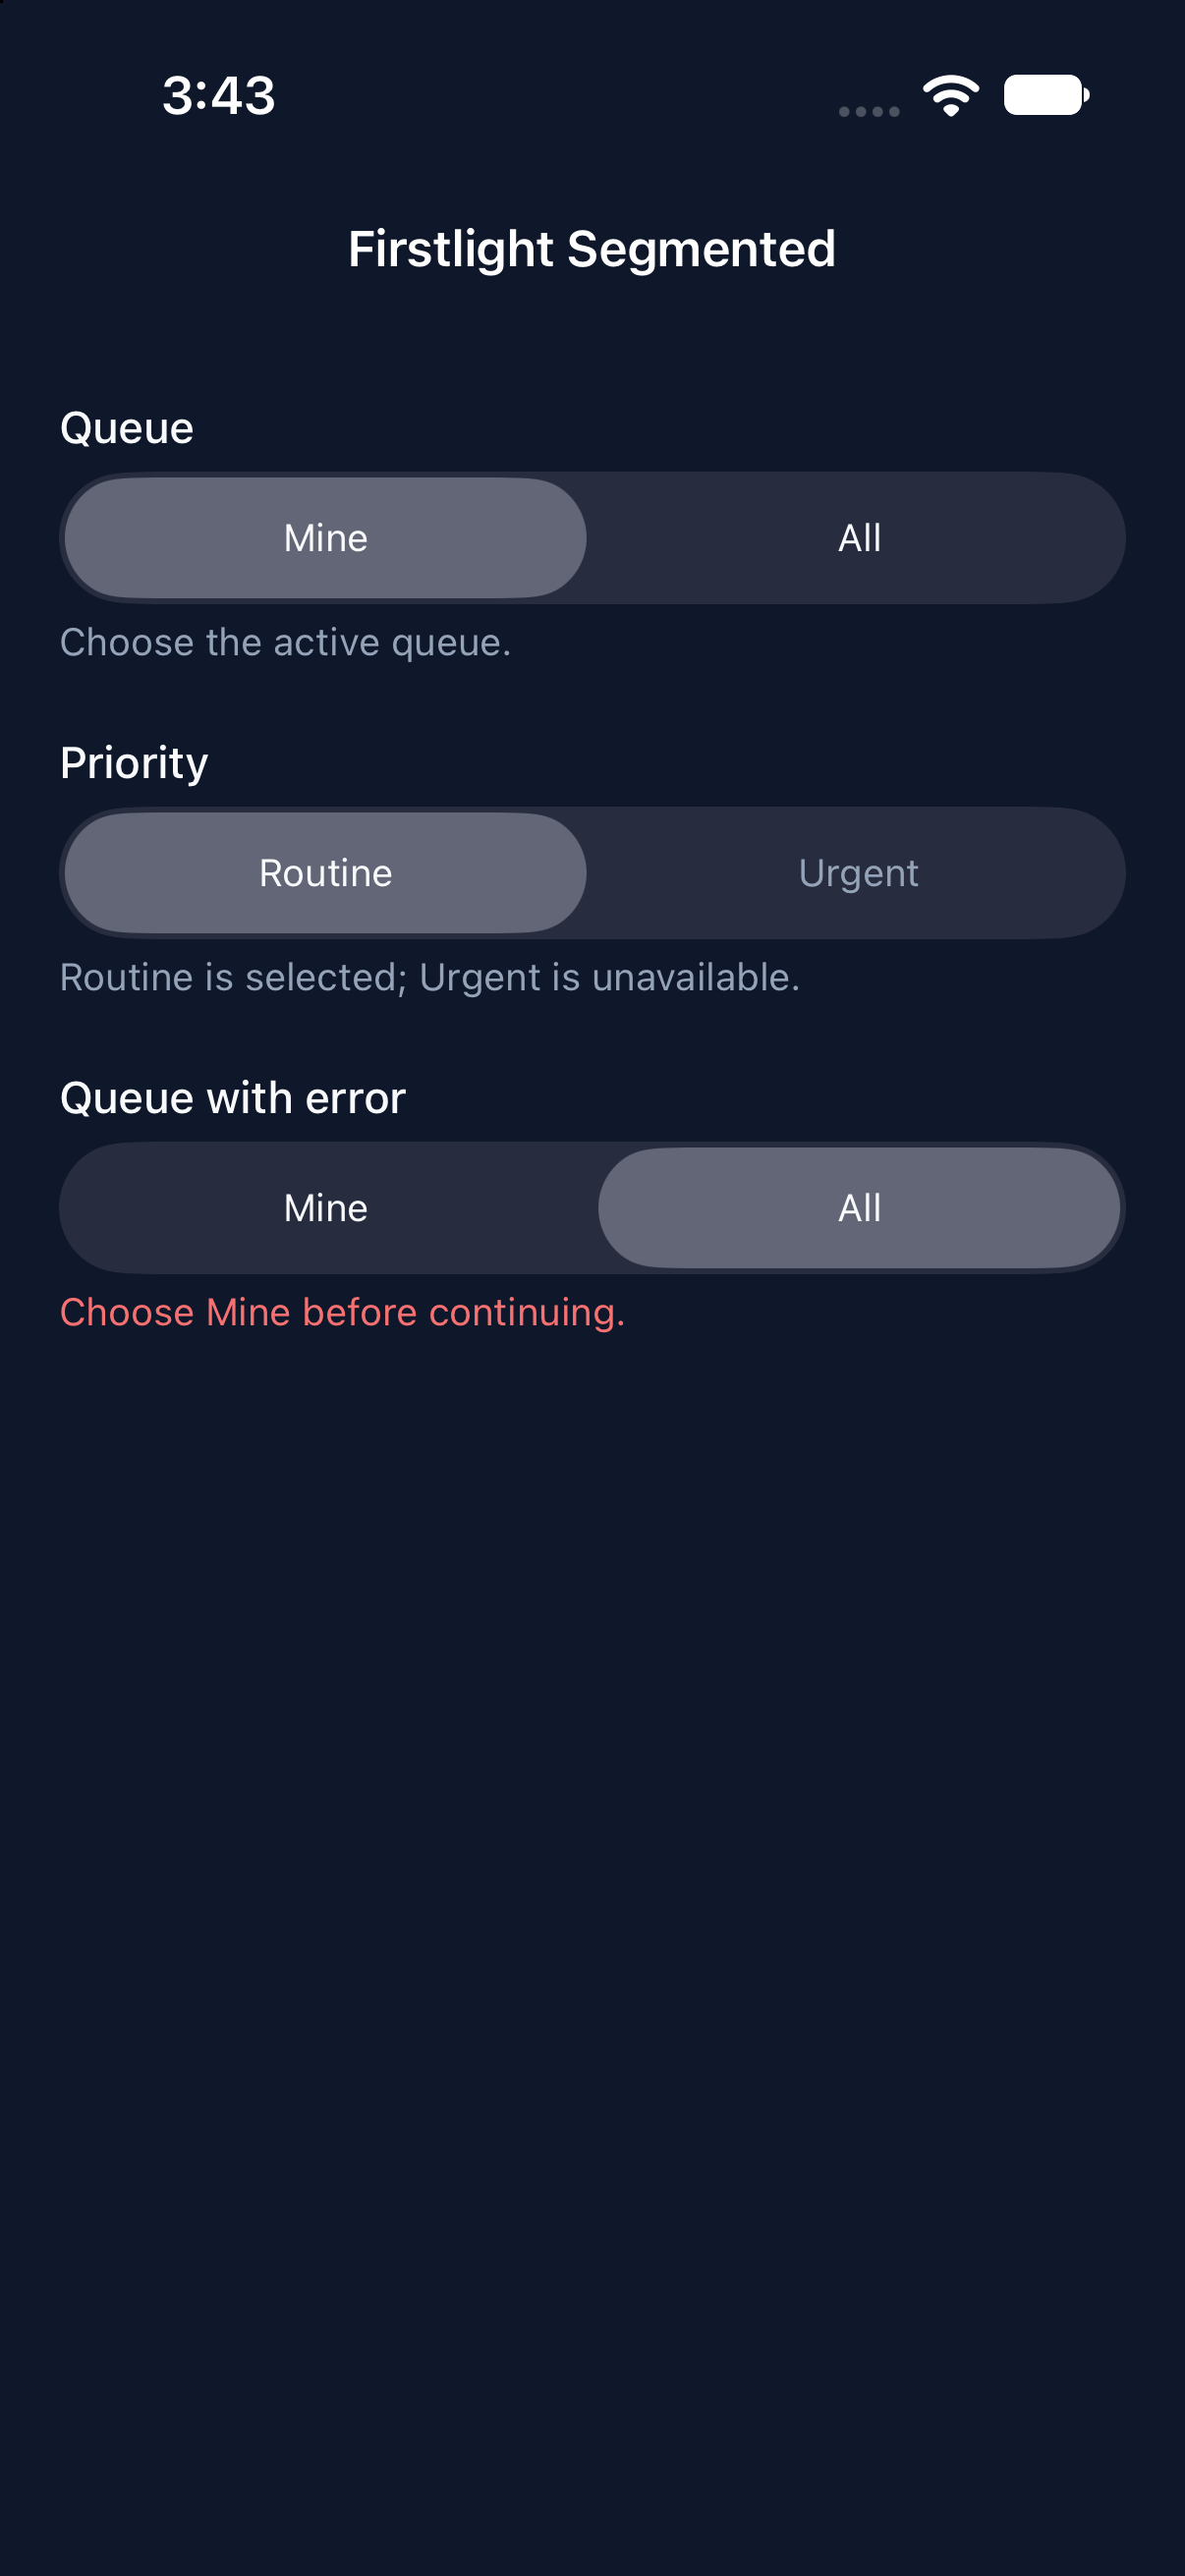 3:43
Firstlight Segmented
Queue
Mine All
Choose the active queue.
Priority
Routine Urgent
Routine is selected; Urgent is unavailable.
Queue with error
Mine All
Choose Mine before continuing.